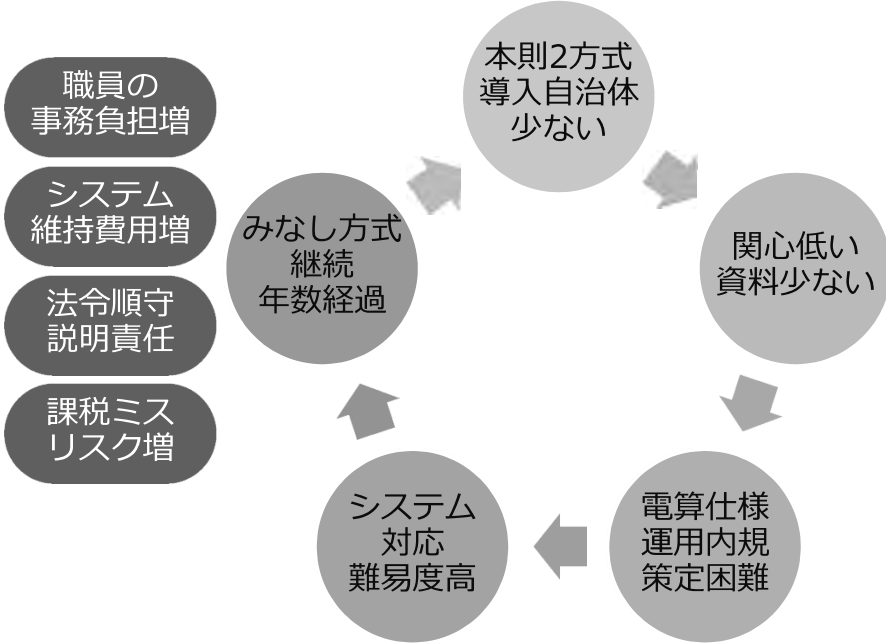 職員の
事務負担増
システム
維持費用増
法令順守
説明責任
課税ミス
リスク増
本則2方式
導入自治体
少ない
関心低い
資料少ない
電算仕様
運用内規
策定困難
システム
対応
難易度高
みなし方式
継続
年数経過